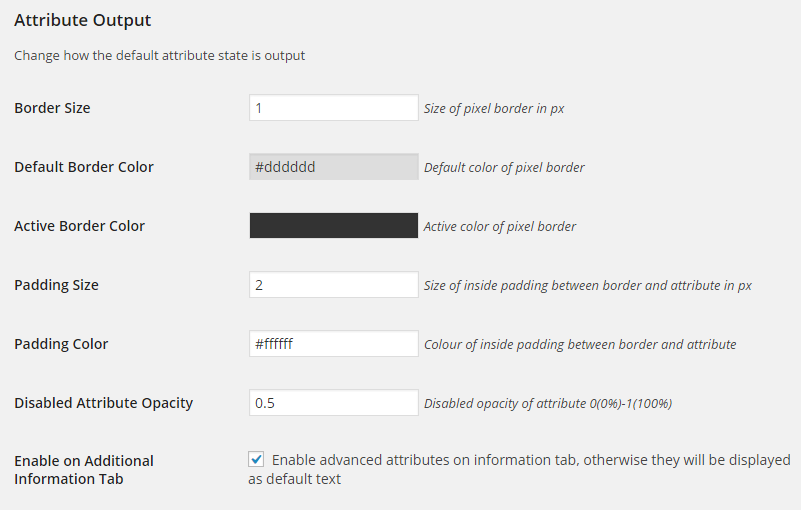 Attribute Output
Change how the default attribute state is output
Border Size 1 Size of pixel border in px
Default Border Color #dddddd Default color of pixel border
Active Border Color Active color of pixel border
Padding Size 2 Size of inside padding between border and attribute in px
Padding Color #ffffff Colour of inside padding between border and attribute
Disabled Attribute Opacity 0.5 Disabled opacity of attribute 0(0%)-1(100%)
Enable on Additional
Information Tab
Enable advanced attributes on information tab, otherwise they will be displayed
as default text